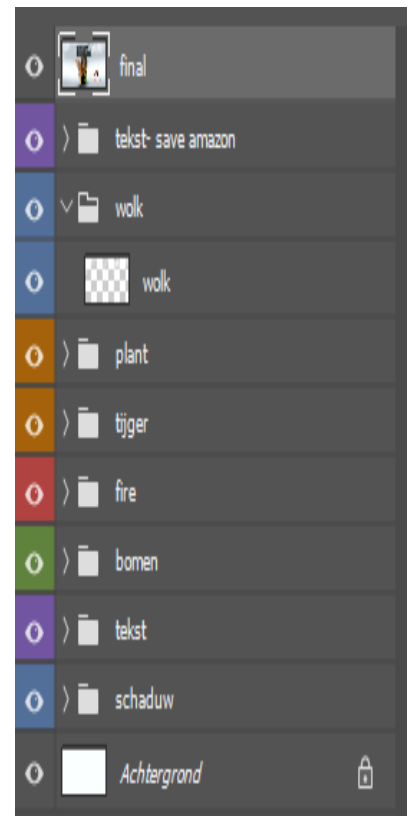 final
tekst- save amazon
wolk
wolk
plant
tijger
fire
bomen
tekst
schaduw
Achtergrond